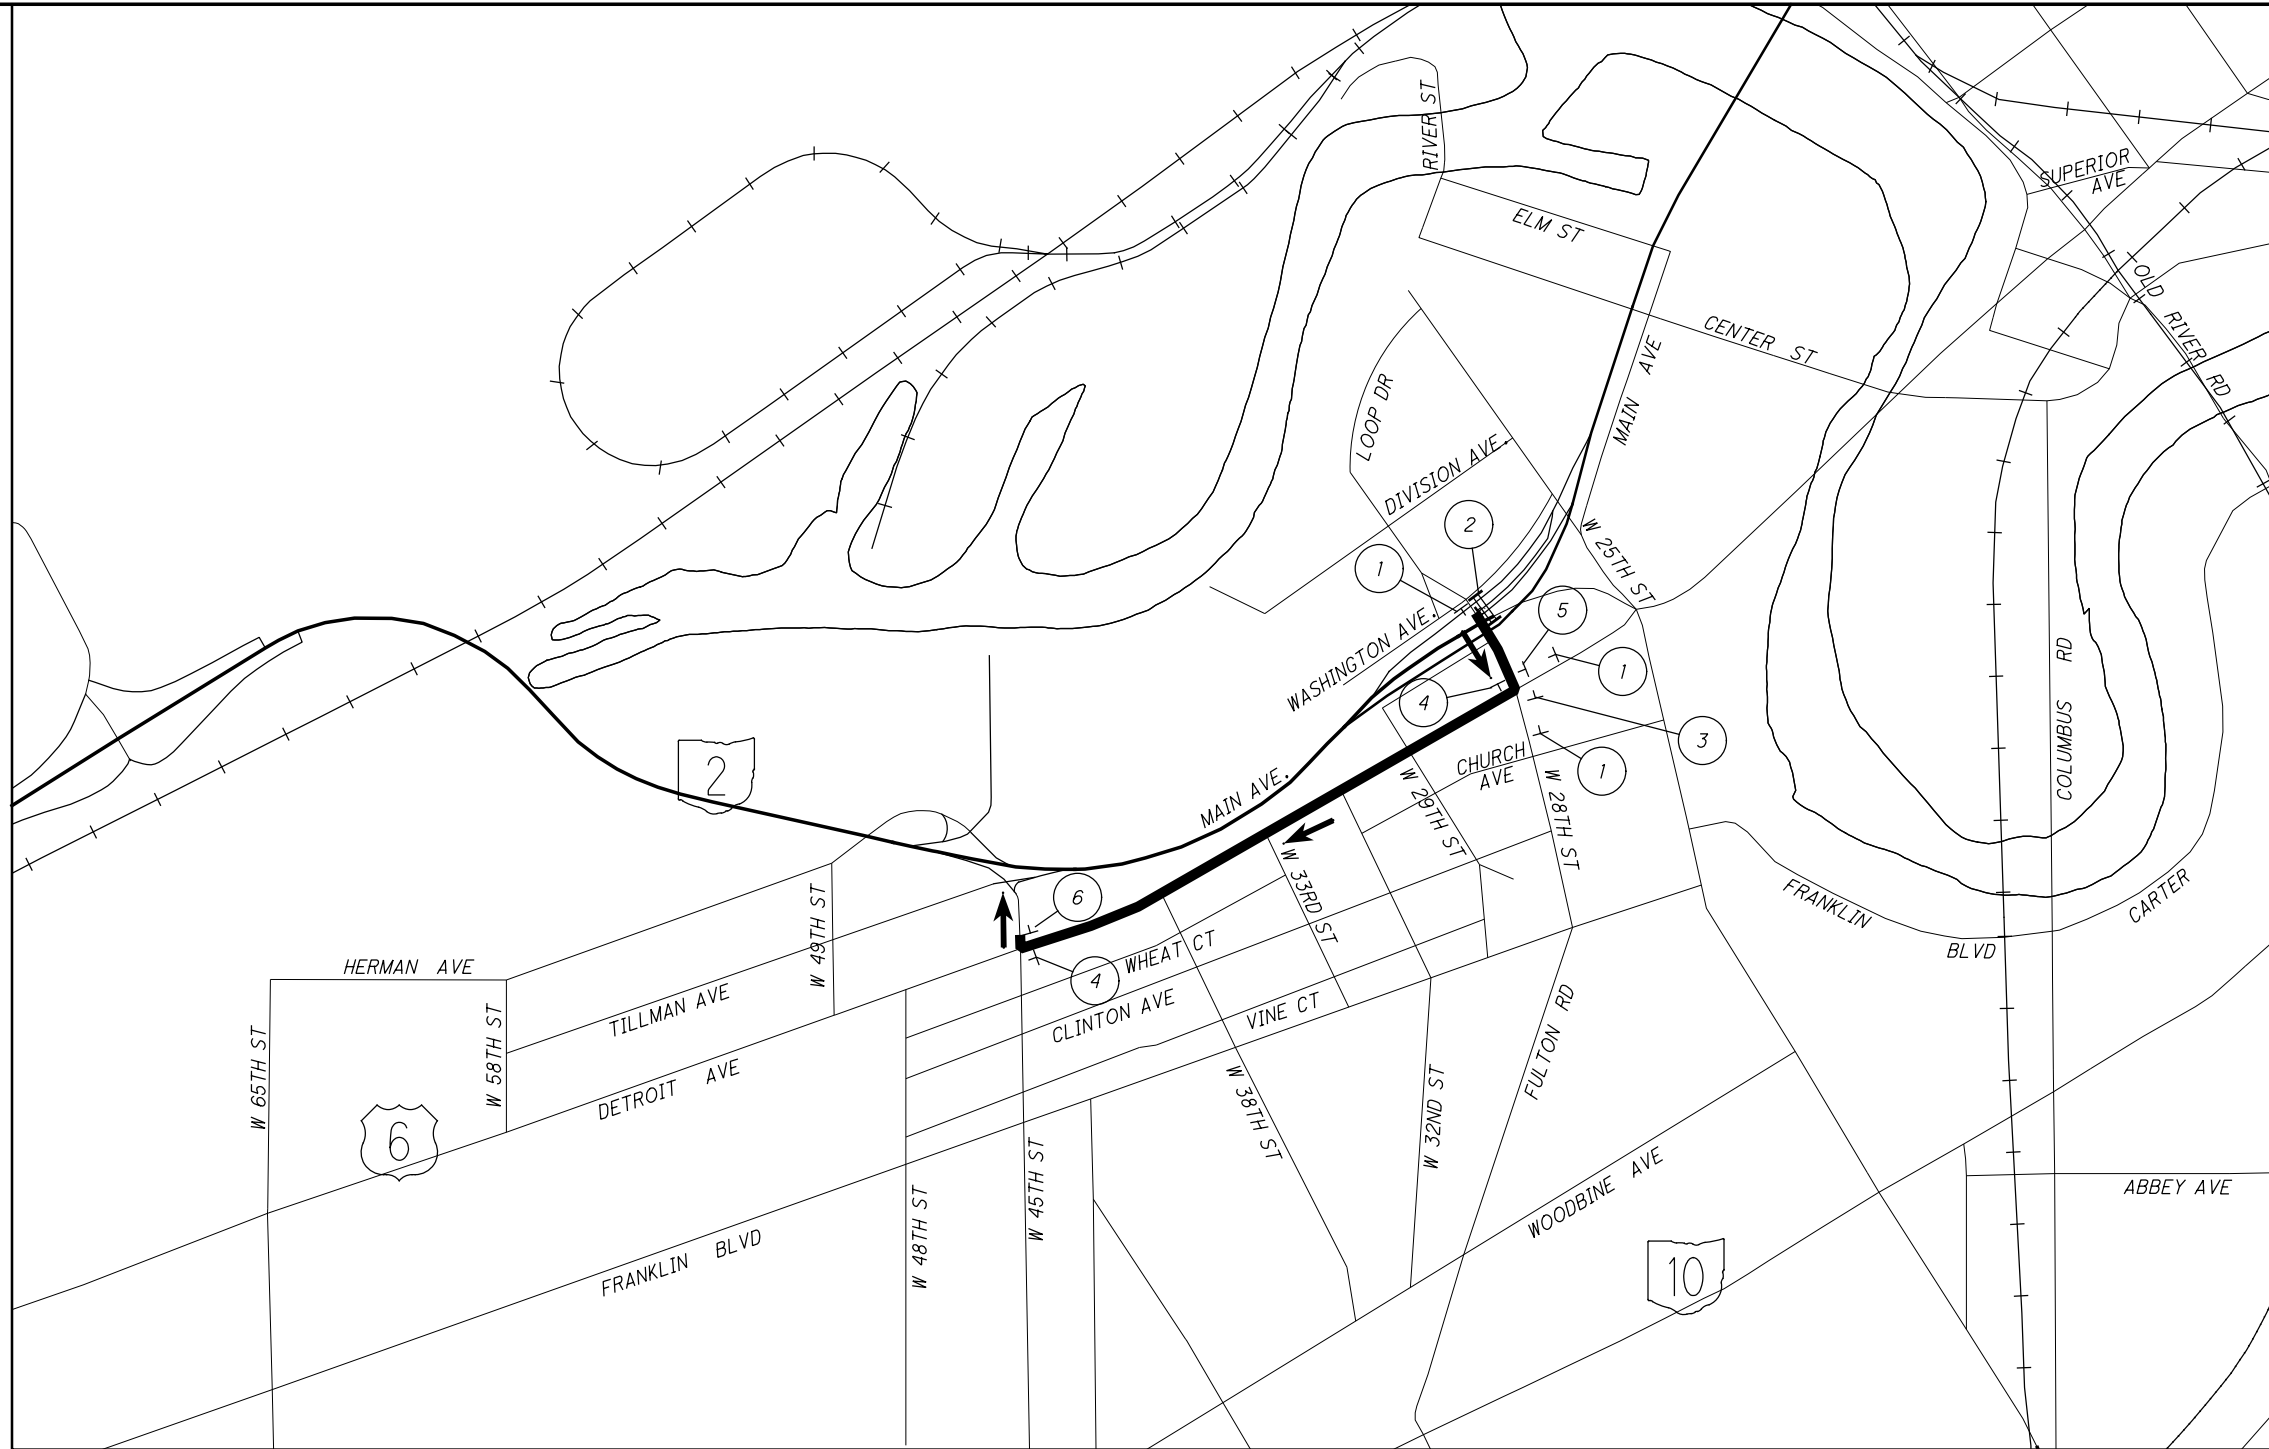 RIVER ST
SUPERIOR
AVE
ELM ST
OLD RIVER RD
CENTER ST
MAIN AVE
LOOP DR
DIVISION AVE.
2
W 25TH ST
1
5
WASHINGTON AVE.
1
4
COLUMBUS RD
3
2
CHURCH
AVE
1
MAIN AVE.
W 29TH ST
W 28TH ST
W 33RD ST
6
FRANKLIN
BLVD
CARTER
W 49TH ST
HERMAN AVE
WHEAT CT
4
TILLMAN AVE
CLINTON AVE
VINE CT
FULTON RD
W 65TH ST
W 58TH ST
DETROIT AVE
6
W 38TH ST
W 32ND ST
W 45TH ST
WOODBINE AVE
ABBEY AVE
W 48TH ST
FRANKLIN BLVD
10